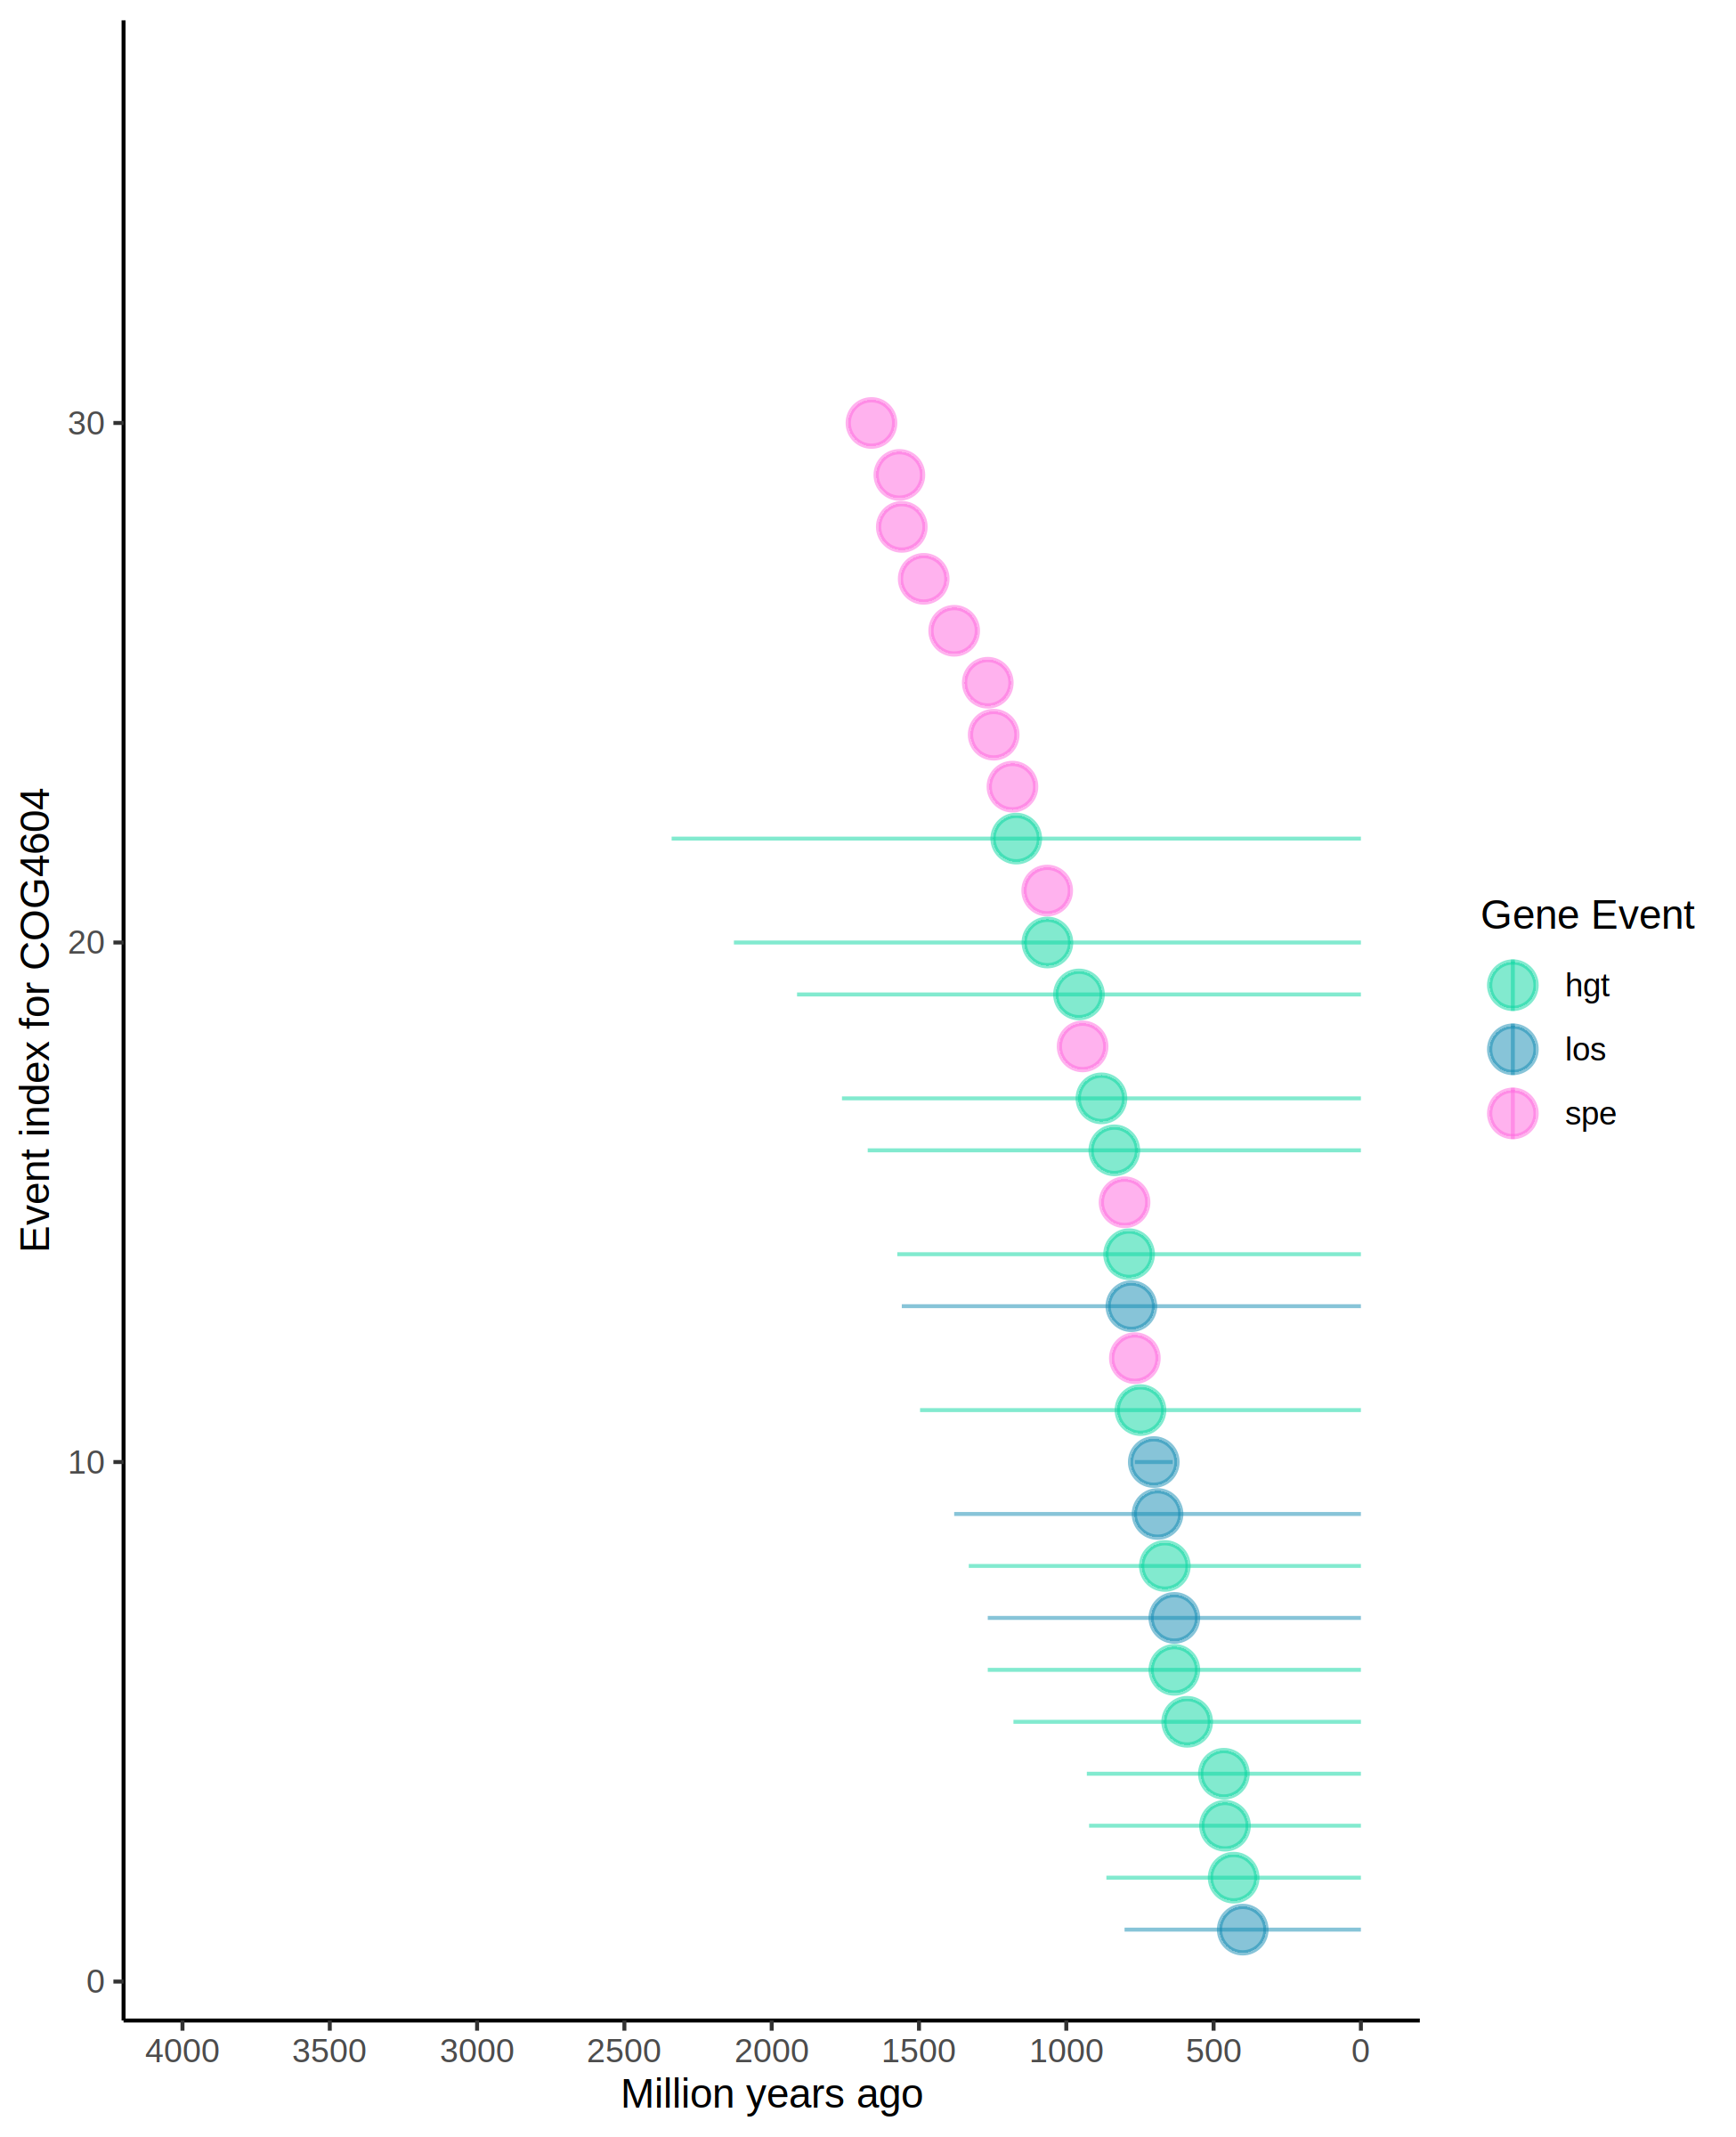 Event index for COG4604
30
20
10
0
4000 3500 3000 2500 2000 1500 1000 500 0
Million years ago
Gene Event
hgt
los
spe